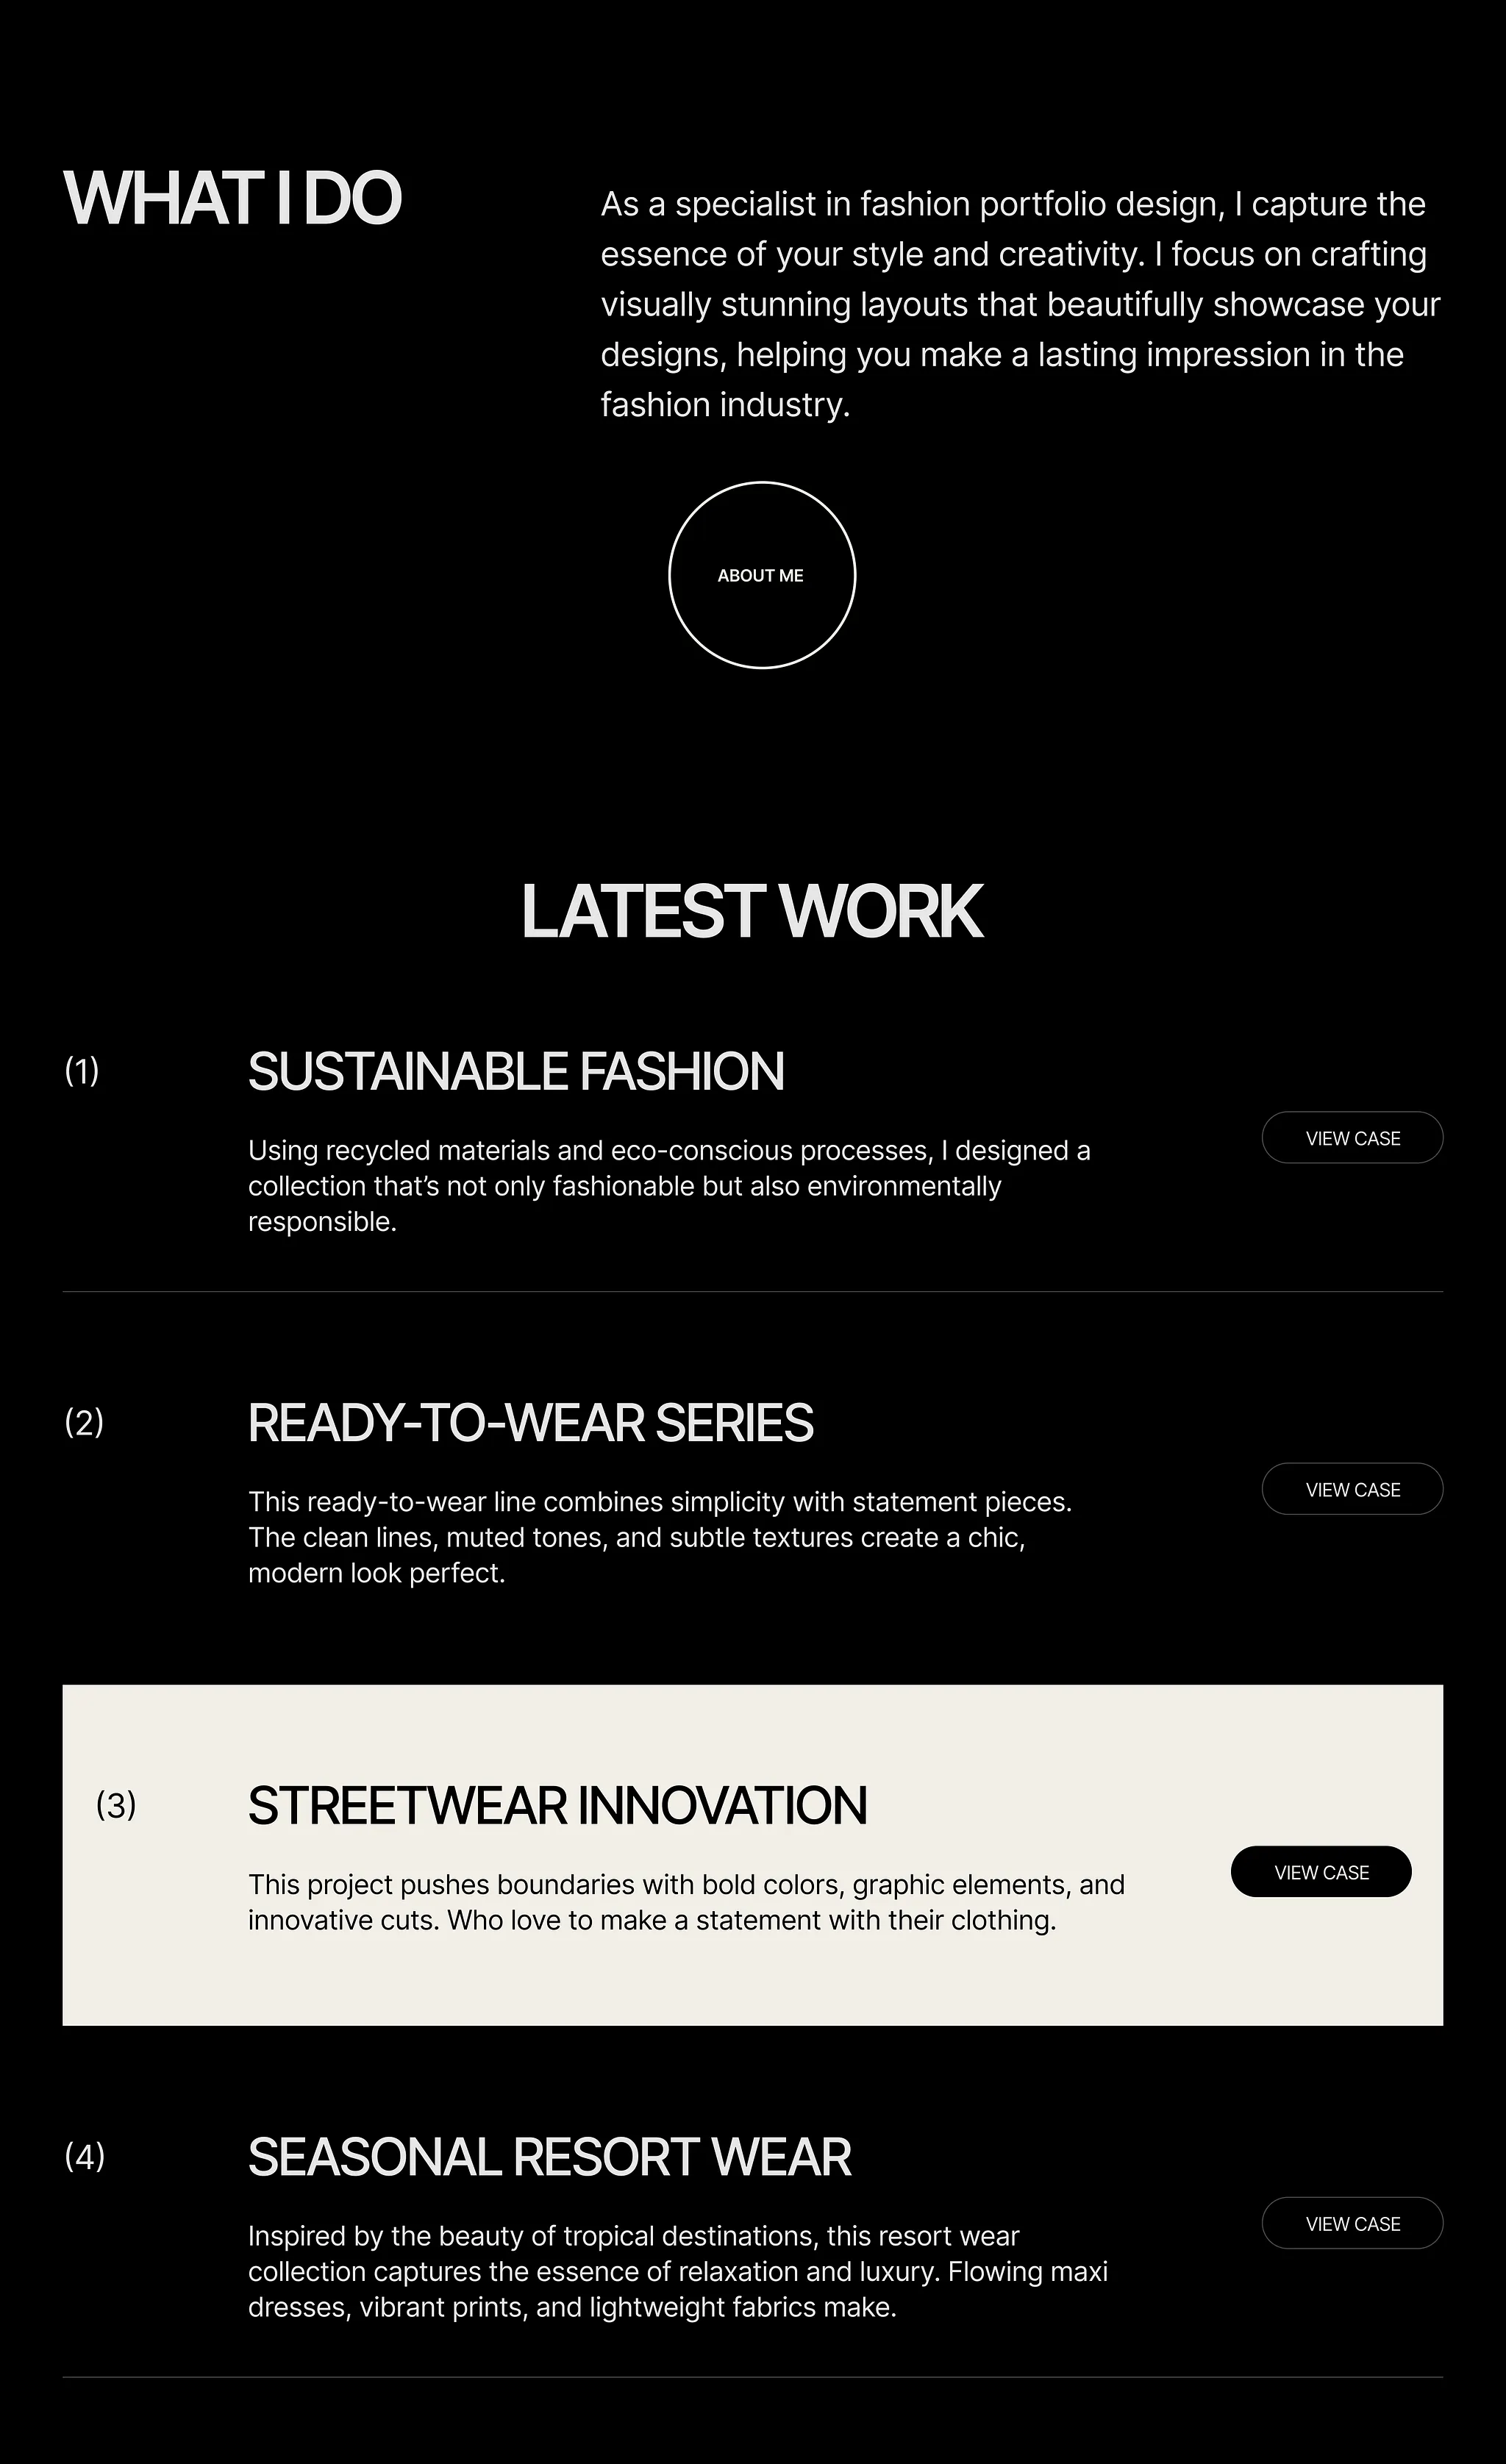 WHAT I DO
As a specialist in fashion portfolio design, I capture the
essence of your style and creativity. I focus on crafting
visually stunning layouts that beautifully showcase your
designs, helping you make a lasting impression in the
fashion industry.
ABOUT ME
LATEST WORK
(1)
SUSTAINABLE FASHION
Using recycled materials and eco-conscious processes, I designed a
collection that’s not only fashionable but also environmentally
responsible.
VIEW CASE
(2)
READY-TO-WEAR SERIES
This ready-to-wear line combines simplicity with statement pieces.
The clean lines, muted tones, and subtle textures create a chic,
modern look perfect.
VIEW CASE
(3)
STREETWEAR INNOVATION
This project pushes boundaries with bold colors, graphic elements, and
innovative cuts. Who love to make a statement with their clothing.
VIEW CASE
(4)
SEASONAL RESORT WEAR
Inspired by the beauty of tropical destinations, this resort wear
collection captures the essence of relaxation and luxury. Flowing maxi
dresses, vibrant prints, and lightweight fabrics make.
VIEW CASE